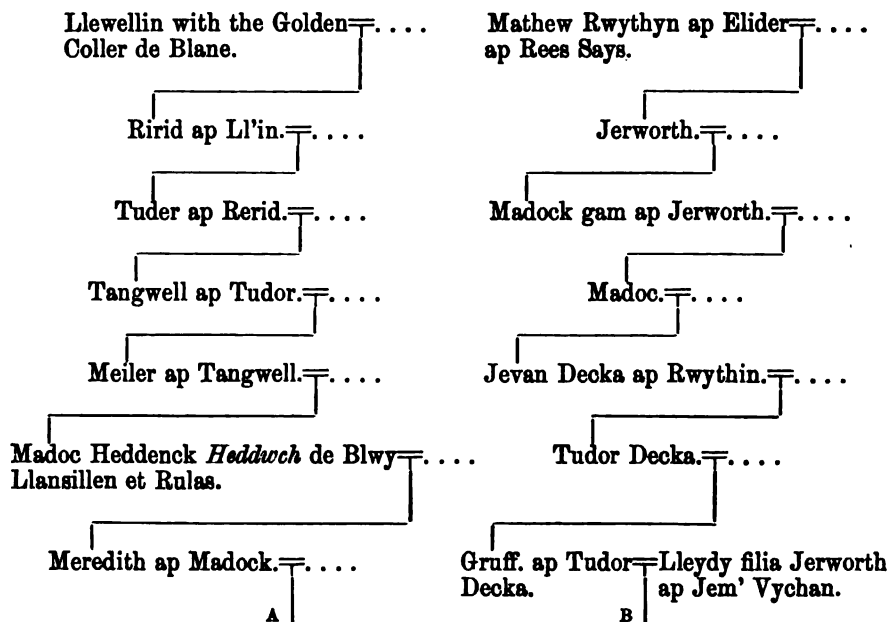 Llewellin with the Golden=....
Coller de Blane.
Ririd ap Ll'in.=....
Tuder ap Rerid.=....
Tangwell ap Tudor.=....
Meiler ap Tangwell.=....
Madoc Heddenck Heddwch de Blwy=....
Llansillen et Rulas.
Meredith ap Madock.=....
A
Mathew Rwythyn ap Elider=....
ap Rees Says.
Jerworth.=....
Madock gam ap Jerworth.=....
Madoc.=....
Jevan Decka ap Rwythin.=....
Tudor Decka.=....
Gruff. ap Tudor=Lleydy filia Jerworth
Decka. ap Jem' Vychan.
B